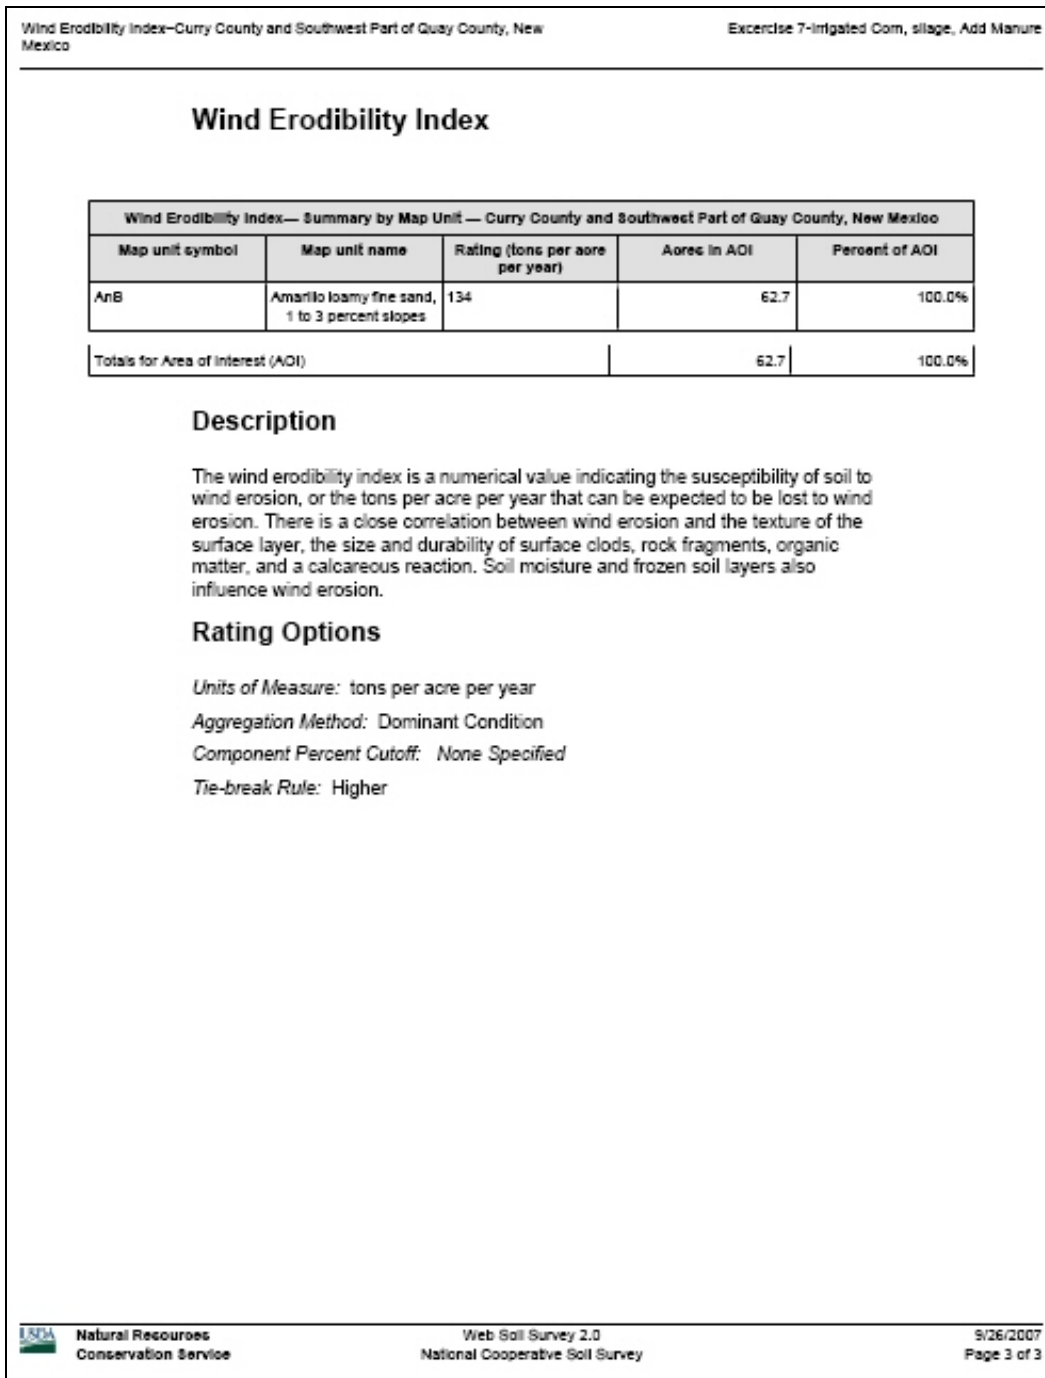 Wind Erodibility Index–Curry County and Southwest Part of Quay County, New
Mexico
Excercise 7-Irrigated Corn, silage, Add Manure
Wind Erodibility Index
Wind Erodibility Index— Summary by Map Unit — Curry County and Southwest Part of Quay County, New Mexico
Map unit symbol
Map unit name
Rating (tons per acre
per year)
Acres in AOI
Percent of AOI
AnB
Amarillo loamy fine sand,
1 to 3 percent slopes
134
62.7
100.0%
Totals for Area of Interest (AOI)
62.7
100.0%
Description
The wind erodibility index is a numerical value indicating the susceptibility of soil to
wind erosion, or the tons per acre per year that can be expected to be lost to wind
erosion. There is a close correlation between wind erosion and the texture of the
surface layer, the size and durability of surface clods, rock fragments, organic
matter, and a calcareous reaction. Soil moisture and frozen soil layers also
influence wind erosion.
Rating Options
Units of Measure: tons per acre per year
Aggregation Method: Dominant Condition
Component Percent Cutoff: None Specified
Tie-break Rule: Higher
USDA
Natural Resources
Conservation Service
Web Soil Survey 2.0
National Cooperative Soil Survey
9/26/2007
Page 3 of 3